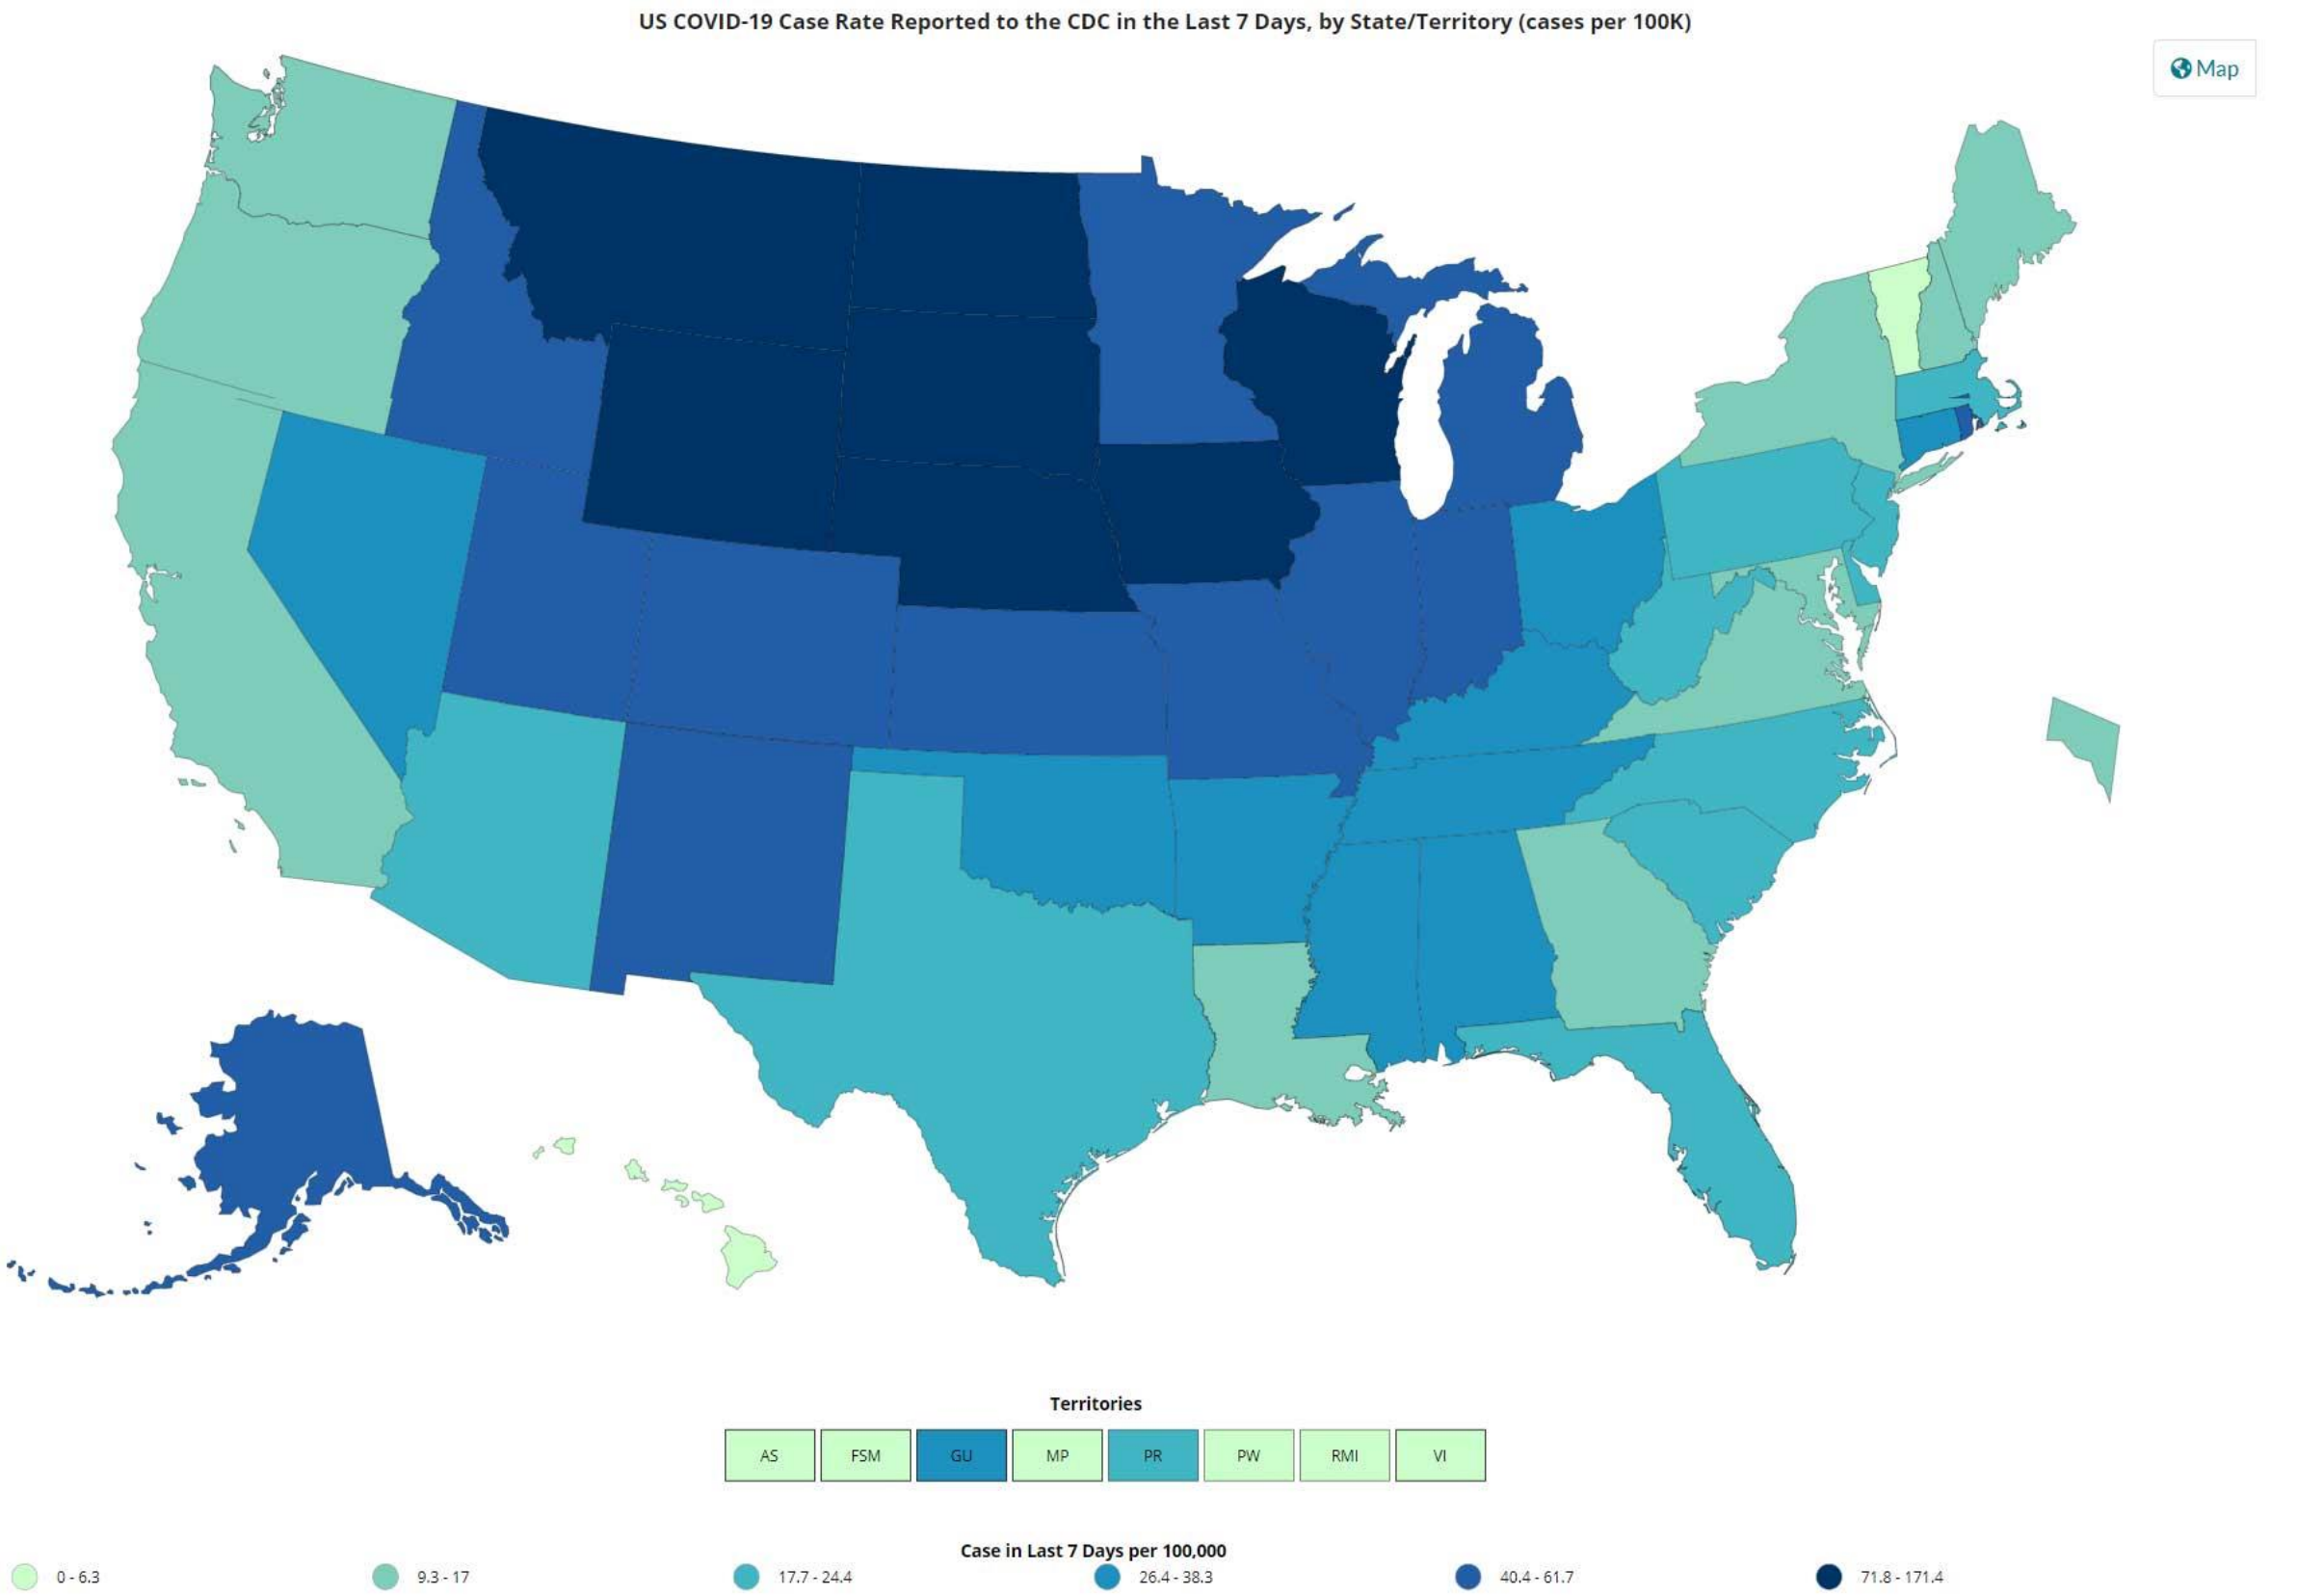 US COVID-19 Case Rate Reported to the CDC in the Last 7 Days, by State/Territory (cases per 100K)
Map
Territories
AS FSM GU MP PR PW RMI VI
Case in Last 7 Days per 100,000
0 - 6.3 9.3 - 17 17.7 - 24.4 26.4 - 38.3 40.4 - 61.7 71.8 - 171.4